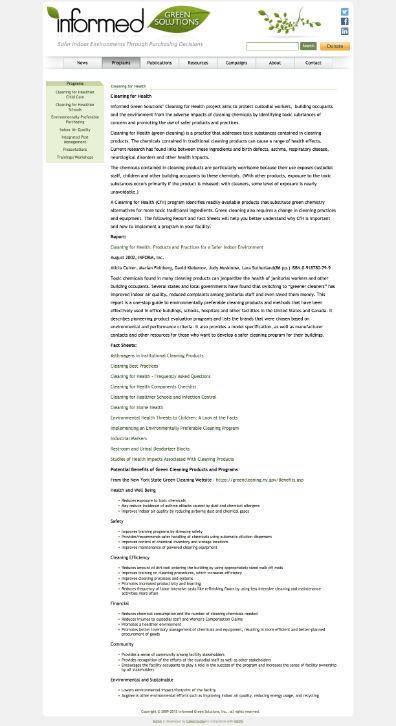 informed GREEN SOLUTIONS
Safer Indoor Environments Through Purchasing Decisions
Search
Donate
News
Programs
Publications
Resources
Campaigns
About
Contact
Programs
Cleaning for Healthier
Child Care
Cleaning for Healthier
Schools
Environmentally Preferable
Purchasing
Indoor Air Quality
Integrated Pest
Management
Presentations
Trainings/Workshops
Cleaning for Health
Cleaning for Health
Informed Green Solutions' Cleaning for Health project aims to protect custodial workers, building occupants
and the environment from the adverse impacts of cleaning chemicals by identifying toxic substances of
concern and promoting the use of safer products and practices.
Cleaning for Health (green cleaning) is a practice that addresses toxic substances contained in cleaning
products. The chemicals contained in traditional cleaning products can cause a range of health effects.
Current research has found links between these ingredients and birth defects, asthma, respiratory disease,
neurological disorders and other health impacts.
The chemicals contained in cleaning products are particularly worrisome because their use exposes custodial
staff, children and other building occupants to these chemicals. (With other products, exposure to the toxic
substances occurs primarily if the product is misused; with cleaners, some level of exposure is nearly
unavoidable.)
A Cleaning for Health (CfH) program identifies readily-available products that substitute green chemistry
alternatives for more toxic traditional ingredients. Green cleaning also requires a change in cleaning practices
and equipment. The following Report and Fact Sheets will help you better understand why CfH is important
and how to implement a program in your facility.
Report:
Cleaning for Health: Products and Practices for a Safer Indoor Environment
August 2002, INFORM, Inc.
Alicia Culver, Marian Feinberg, David Klebenov, Judy Musnikow, Lara Sutherland(86 pp.) ISBN 0-918780-79-9
Toxic chemicals found in many cleaning products can jeopardize the health of janitorial workers and other
building occupants. Several states and local governments have found that switching to "greener cleaners" has
improved indoor air quality, reduced complaints among janitorial staff and even saved them money. This
report is a one-stop guide to environmentally preferable cleaning products and methods that have been
effectively used in office buildings, schools, hospitals and other facilities in the United States and Canada. It
describes pioneering product evaluation programs and lists the brands that were chosen based on
environmental and performance criteria. It also provides a model specification, as well as manufacturer
contacts and other resources for those who want to develop a safer cleaning program for their buildings.
Fact Sheets:
Asthmagens in Institutional Cleaning Products
Cleaning Best Practices
Cleaning for Health - Frequently Asked Questions
Cleaning for Health Components Checklist
Cleaning for Healthier Schools and Infection Control
Cleaning for Home Health
Environmental Health Threats to Children: A Look at the Facts
Implementing an Environmentally Preferable Cleaning Program
Industrial Markers
Restroom and Urinal Deodorizer Blocks
Studies of Health Impacts Associated With Cleaning Products
Potential Benefits of Green Cleaning Products and Programs
From the New York State Green Cleaning Website - https://greencleaning.ny.gov/Benefits.asp
Health and Well Being
• Reduces exposure to toxic chemicals
• May reduce incidence of asthma attacks caused by dust and chemical allergens
• Improves indoor air quality by reducing airborne dust and chemical gases
Safety
• Improves training programs by stressing safety
• Provides/recommends safer handling of chemicals using automatic dilution dispensers
• Improves control of chemical inventory and storage locations
• Improves maintenance of powered cleaning equipment
Cleaning Efficiency
• Reduces amount of dirt/soil entering the building by using appropriately sized walk off mats
• Improves training on cleaning procedures, which increases efficiency
• Improves cleaning processes and systems
• Promotes increased productivity and learning
• Reduces frequency of labor intensive tasks like refinishing floors by using less intensive cleaning and maintenance
activities more often
Financial
• Reduces chemical consumption and the number of cleaning chemicals needed
• Reduces injuries to custodial staff and Workers Compensation Claims
• Promotes a healthier environment
• Promotes better inventory management of chemicals and equipment, resulting in more efficient and better-planned
procurement of goods
Community
• Provides a sense of community among facility stakeholders
• Provides recognition of the efforts of the custodial staff as well as other stakeholders
• Encourages the facility occupants to play a role in the success of the program and increases the sense of facility ownership
by all stakeholders
Environmental and Sustainable
• Lowers environmental impact/footprint of the facility
• Augments other environmental efforts such as improving indoor air quality, reducing energy usage, and recycling